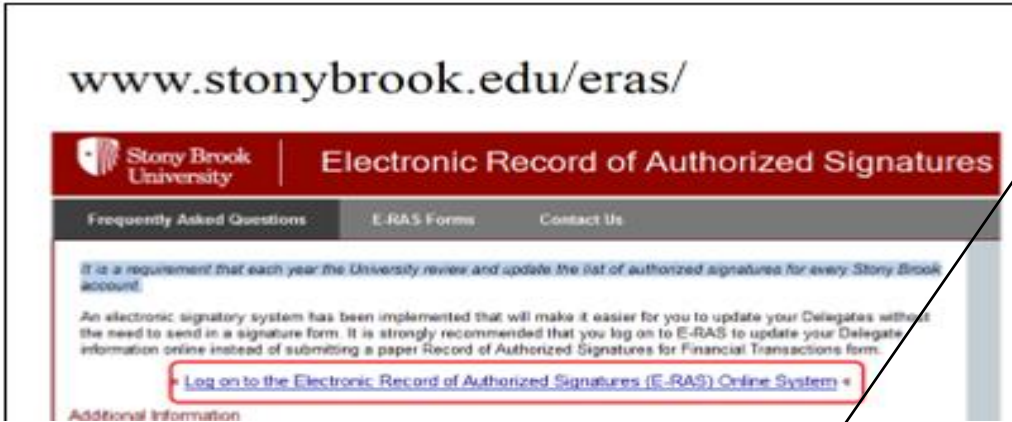 www.stonybrook.edu/eras/
Stony Brook
University
Electronic Record of Authorized Signatures
Frequently Asked Questions E-RAS Forms Contact Us
It is a requirement that each year the University review and update the list of authorized signatures for every Stony Brook
account.
An electronic signatory system has been implemented that will make it easier for you to update your Delegates without
the need to send in a signature form. It is strongly recommended that you log on to E-RAS to update your Delegate
information online instead of submitting a paper Record of Authorized Signatures for Financial Transactions form.
» Log on to the Electronic Record of Authorized Signatures (E-RAS) Online System «
Additional Information